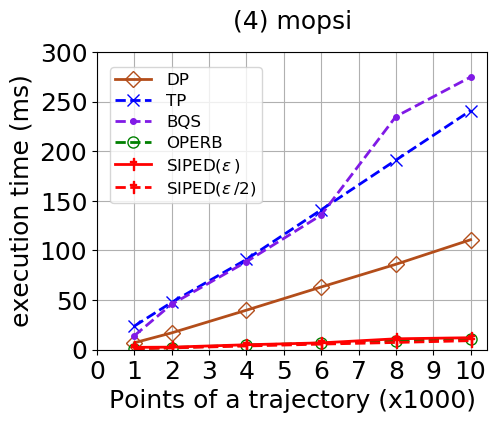 (4) mopsi
execution time (ms)
300
250
200
150
100
50
0
DP
TP
BQS
OPERB
SIPED(ε )
SIPED(ε /2)
0 1 2 3 4 5 6 7 8 9 10
Points of a trajectory (x1000)